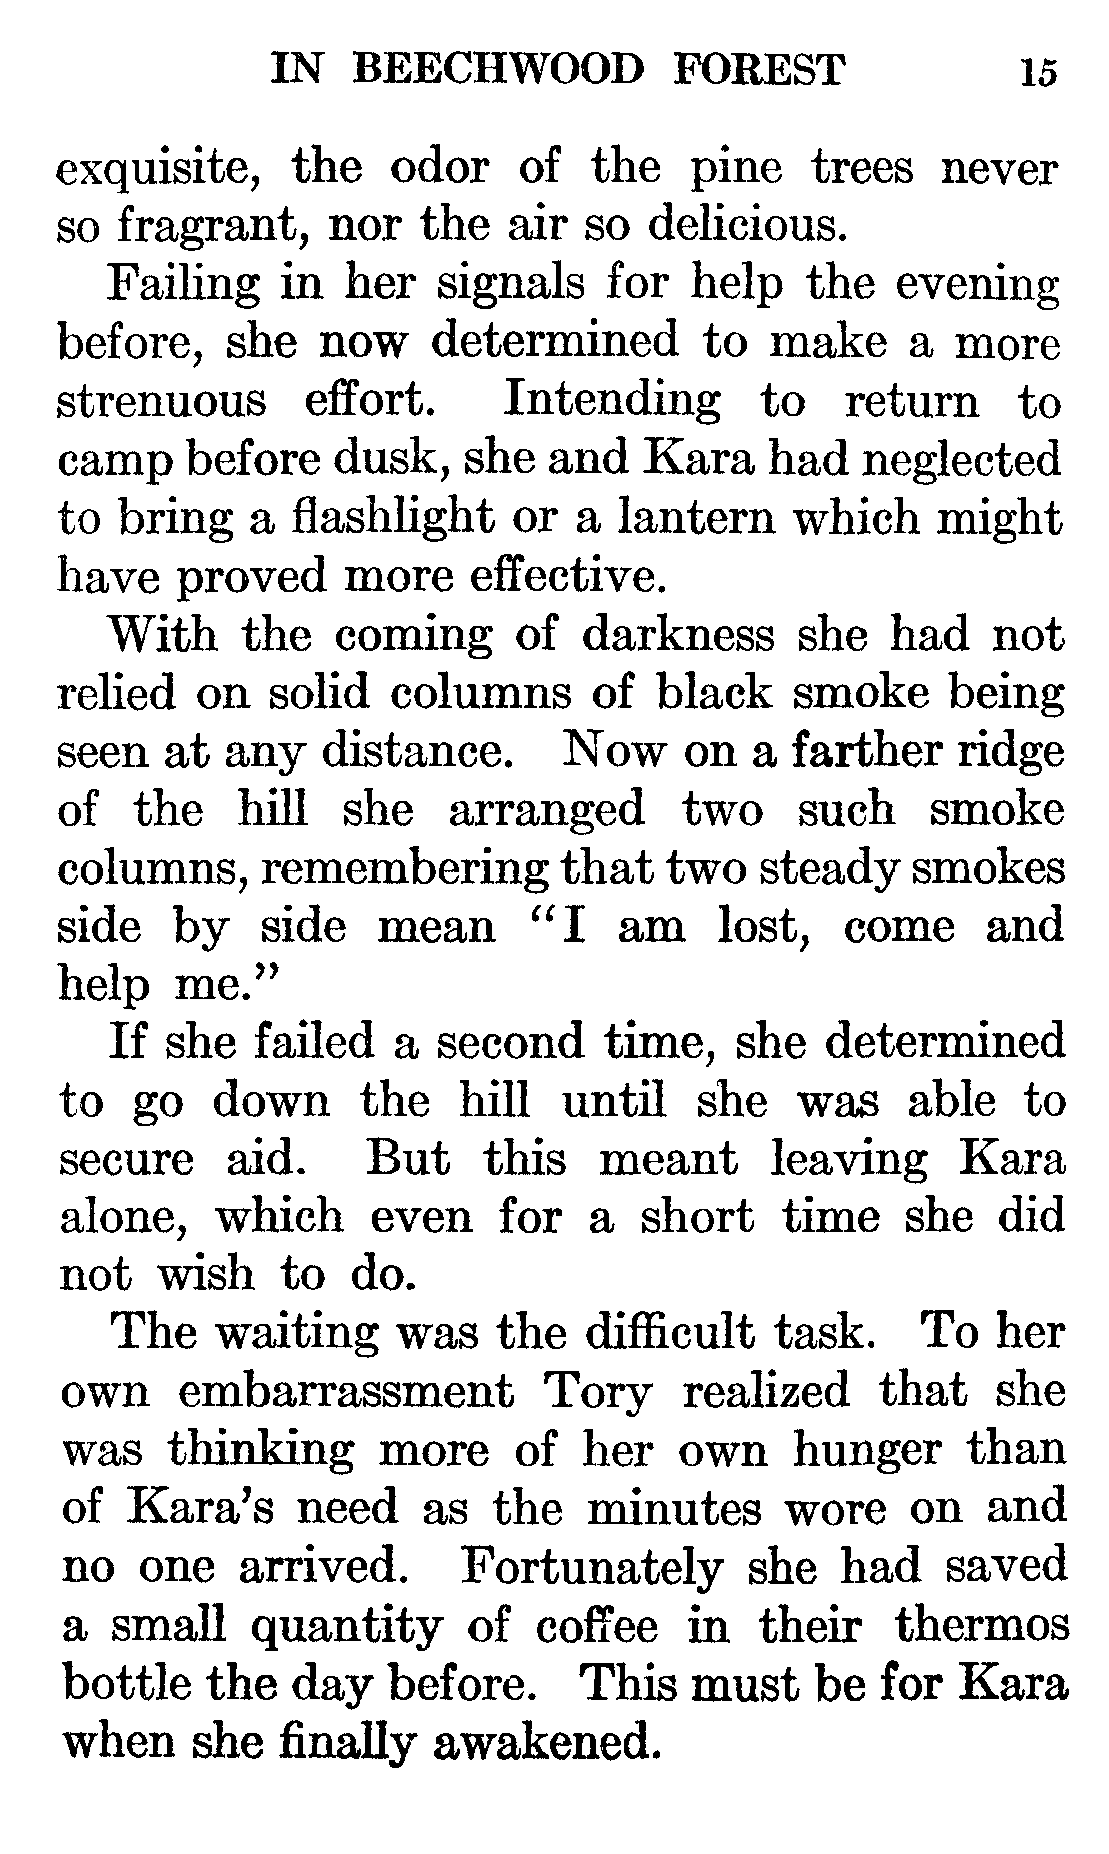 IN BEECHWOOD FOREST 15
exquisite, the odor of the pine trees never
so fragrant, nor the air so delicious.
Failing in her signals for help the evening
before, she now determined to make a more
strenuous effort. Intending to return to
camp before dusk, she and Kara had neglected
to bring a flashlight or a lantern which might
have proved more effective.
With the coming of darkness she had not
relied on solid columns of black smoke being
seen at any distance. Now on a farther ridge
of the hill she arranged two such smoke
columns, remembering that two steady smokes
side by side mean "I am lost, come and
help me."
If she failed a second time, she determined
to go down the hill until she was able to
secure aid. But this meant leaving Kara
alone, which even for a short time she did
not wish to do.
The waiting was the difficult task. To her
own embarrassment Tory realized that she
was thinking more of her own hunger than
of Kara's need as the minutes wore on and
no one arrived. Fortunately she had saved
a small quantity of coffee in their thermos
bottle the day before. This must be for Kara
when she finally awakened.